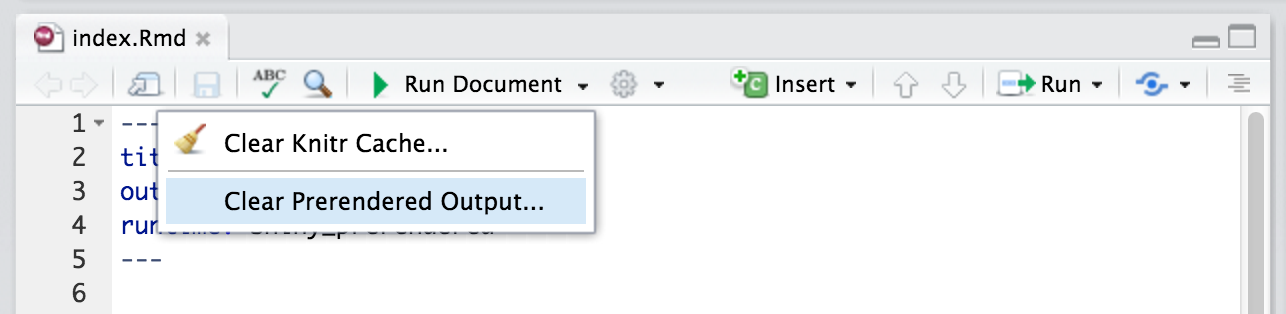 index.Rmd
ABC Run Document Insert Run
1 ---
Clear Knitr Cache...
2 tit
3 out
Clear Prerendered Output...
4
5 ---
6